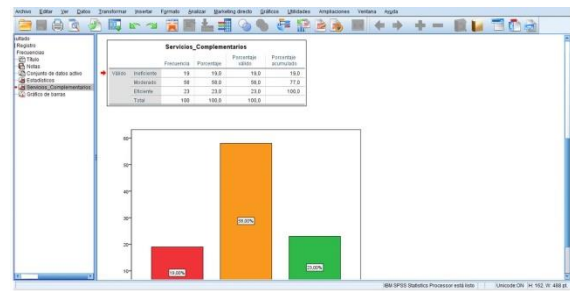 Archivo Editar Ver Datos Transformar Insertar Formato Analizar Marketing directo Gráficos Utilidades Ampliaciones Ventana Ayuda
Registro
Frecuencias
Título
Notas
Conjunto de datos activo
Estadísticos
Servicios_Complementarios
Gráfico de barras
Servicios_Complementarios
Frecuencia Porcentaje Porcentaje válido Porcentaje acumulado
Válido Ineficiente 19 19,0 19,0 19,0
Moderado 58 58,0 58,0 77,0
Eficiente 23 23,0 23,0 100,0
Total 100 100,0 100,0
60
50
40
30
20
10
58,00%
19,00%
23,00%
IBM SPSS Statistics Processor está listo Unicode:ON H: 152, W: 468 pt.